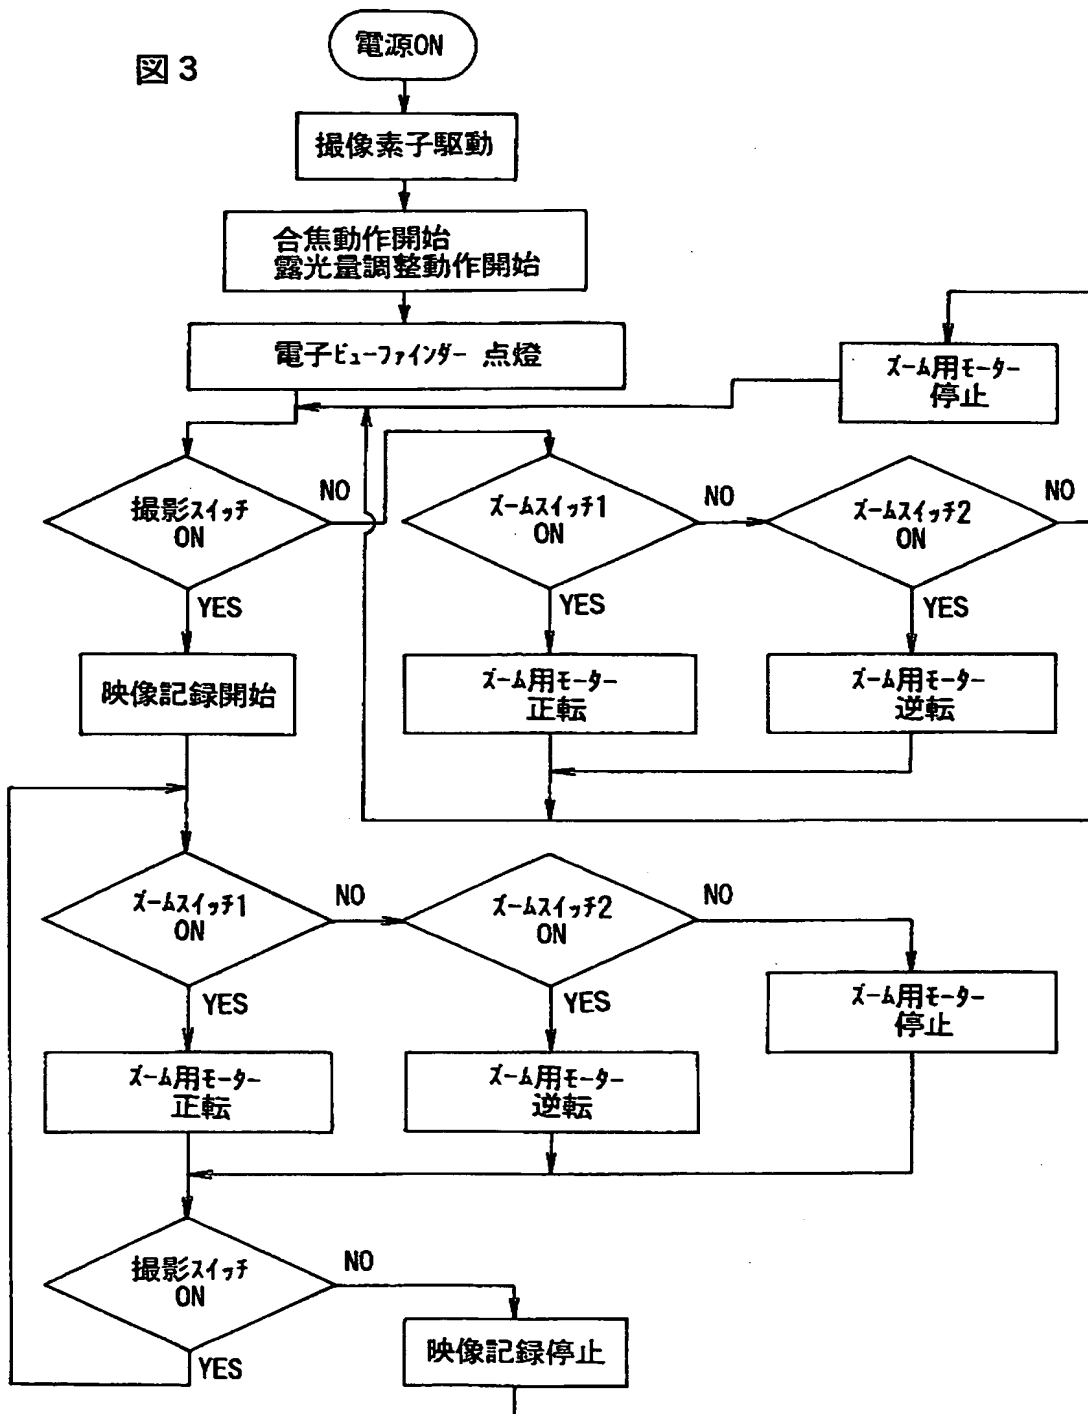 図3
電源ON
撮像素子駆動
合焦動作開始
露光量調整動作開始
電子ビューファインダー 点燈
ズーム用モーター
停止
撮影スイッチ
ON
NO
YES
ズームスイッチ1
ON
NO
YES
ズームスイッチ2
ON
NO
YES
映像記録開始
ズーム用モーター
正転
ズーム用モーター
逆転
ズームスイッチ1
ON
NO
YES
ズームスイッチ2
ON
NO
YES
ズーム用モーター
停止
ズーム用モーター
正転
ズーム用モーター
逆転
撮影スイッチ
ON
NO
YES
映像記録停止